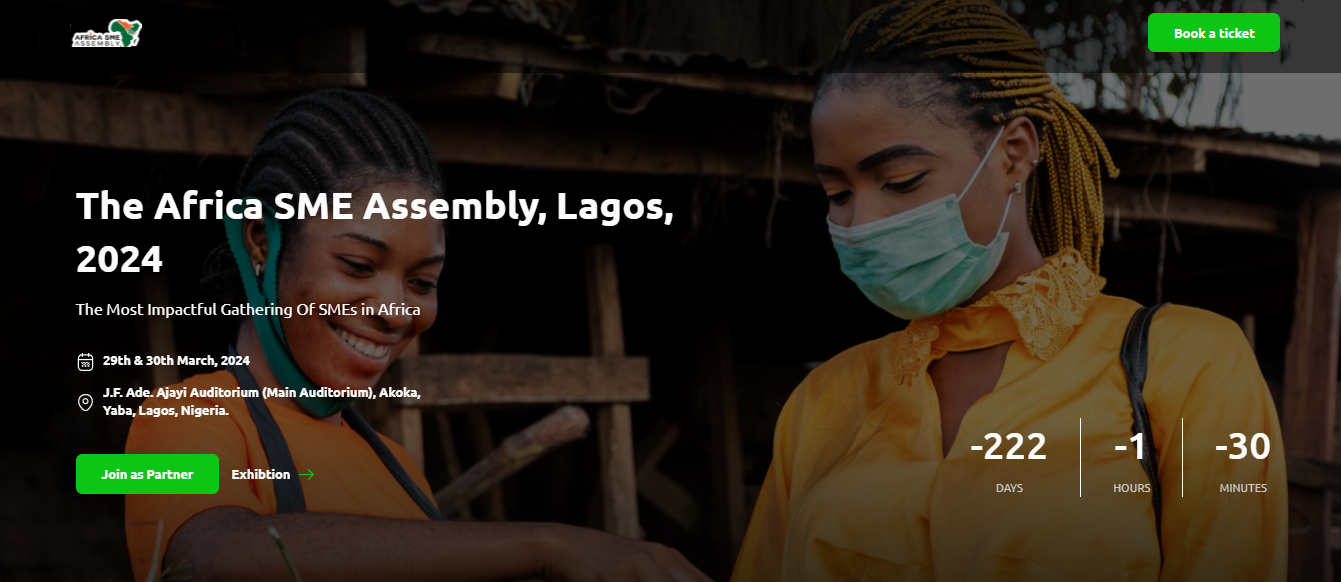 AFRICA SME
ASSEMBLY
Book a ticket
The Africa SME Assembly, Lagos,
2024
The Most Impactful Gathering Of SMEs in Africa
29th & 30th March, 2024
J.F. Ade. Ajayi Auditorium (Main Auditorium), Akoka,
Yaba, Lagos, Nigeria.
Join as Partner
Exhibtion
-222
DAYS
-1
HOURS
-30
MINUTES